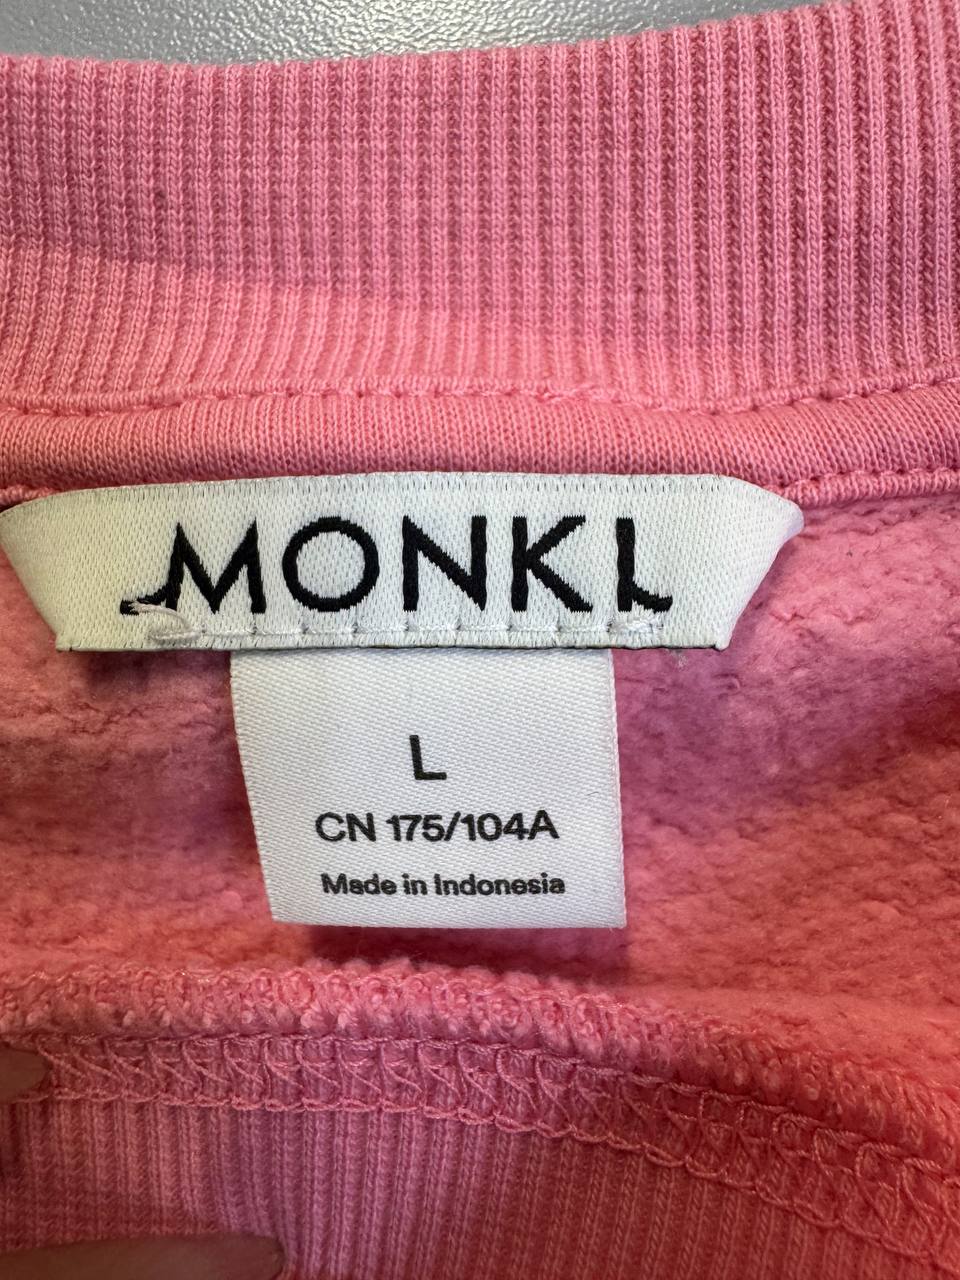 MONKI
L
CN 175/104A
Made in Indonesia